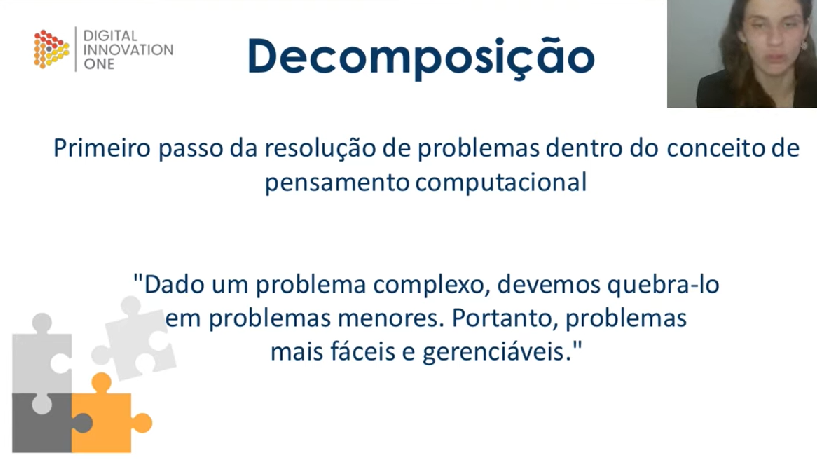 DIGITAL
INNOVATION
ONE
Decomposição
Primeiro passo da resolução de problemas dentro do conceito de
pensamento computacional
"Dado um problema complexo, devemos quebra-lo
em problemas menores. Portanto, problemas
mais fáceis e gerenciáveis."